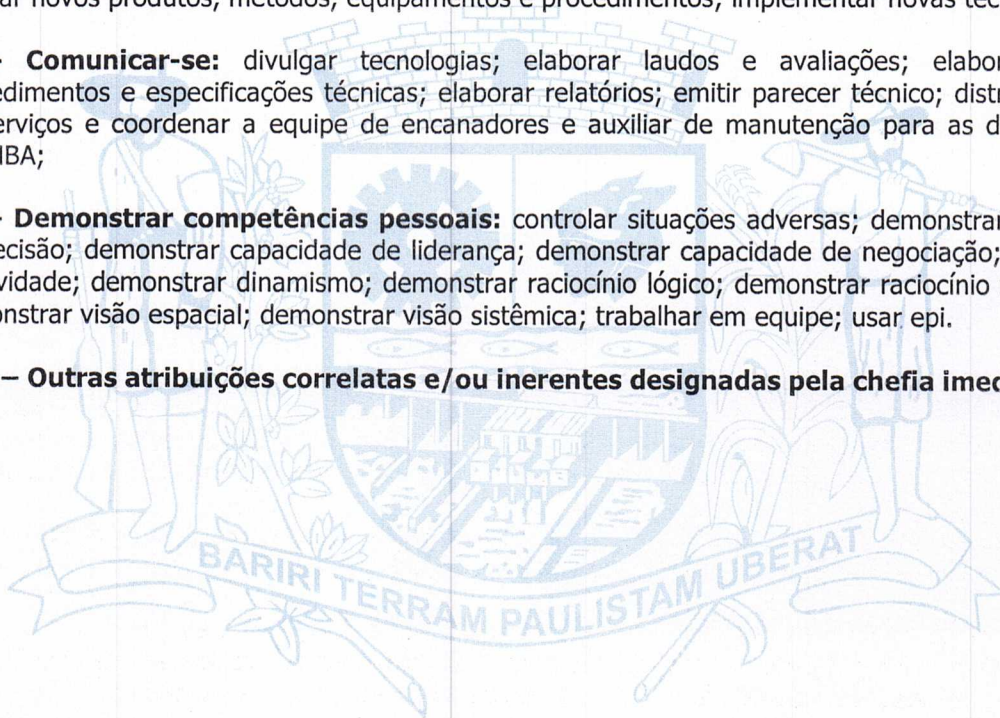 ar novos produtos, métodos, equipamentos e procedimentos; implementar novas tec
- Comunicar-se: divulgar tecnologias; elaborar laudos e avaliações; elabor
edimentos e especificações técnicas; elaborar relatórios; emitir parecer técnico; distr
erviços e coordenar a equipe de encanadores e auxiliar de manutenção para as d
MBA;
- Demonstrar competências pessoais: controlar situações adversas; demonstrar
ecisão; demonstrar capacidade de liderança; demonstrar capacidade de negociação;
vidade; demonstrar dinamismo; demonstrar raciocínio lógico; demonstrar raciocínio
onstrar visão espacial; demonstrar visão sistêmica; trabalhar em equipe; usar epi.
– Outras atribuições correlatas e/ou inerentes designadas pela chefia imed
BARIRI TERRAM PAULISTAM UBERAT